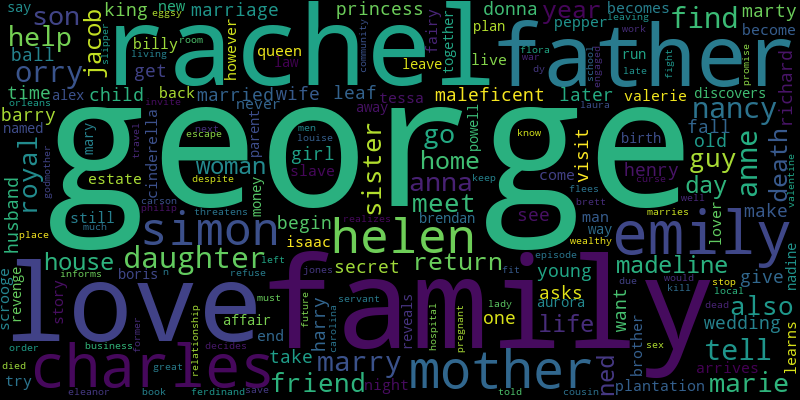 say
eggsy
king
new
marriage
princess
donna
year
find
marty
son
rachel
father
help
jacob
slipper
billy
room
however
queen
law
fairy
together
plan
pepper
become
becomes
ball
orry
living
get
leave
live
flora
war
dy
soul
engaged
run
late
work
leaving
fight
community
time
alex
child
back
married
wife
leaf
tessa
maleficent
later
valerie
discovers
promise
richard
orleans
invite
never
away
nancy
barry
george
named
mary
next
escape
cinderella
parent
men
louise
powell
go
know
laura
fall
old
birth
anne
death
royal
travel
woman
girl
sister
home
visit
guy
henry
curse
day
valentine
godmother
estate
despite
slave
anna
meet
keep
come
flees
brett
marries
well
make
husband
still
much
philip
carson
money
begin
brendan
see
man
way
wealthy
lover
place
simon
threatens
isaac
helen
realizes
emily
house
daughter
left
secret
return
episode
young
madeline
due
would
kill
stop
local
give
dead
also
nadine
scrooge
revenge
informs
boris
n
refuse
jones
fit
asks
aurora
want
love
family
story
affair
must
future
servant
reveals
lady
one
life
wedding
learns
order
business
former
relationship
decides
end
harry
carolina
hospital
pregnant
brother
sex
tell
arrives
died
try
charles
great
take
marry
mother
ned
eleanor
book
ferdinand
save
friend
night
told
cousin
plantation
marie